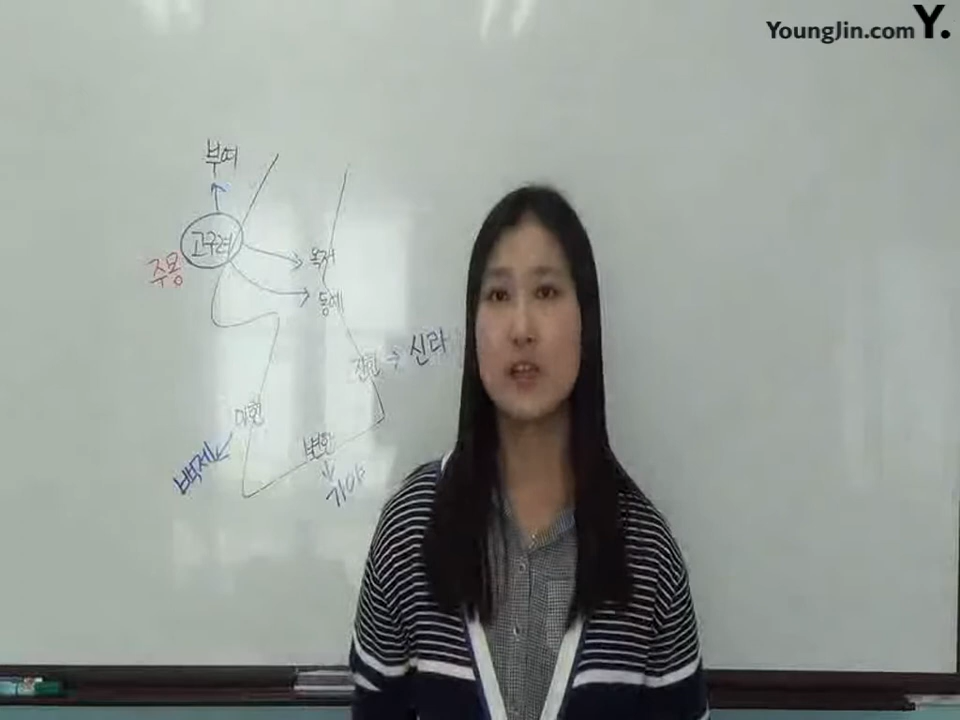 YoungJin.com Y.
부여
고구려
주몽
옥저
동예
진한 → 신라
마한
백제
변한
가야